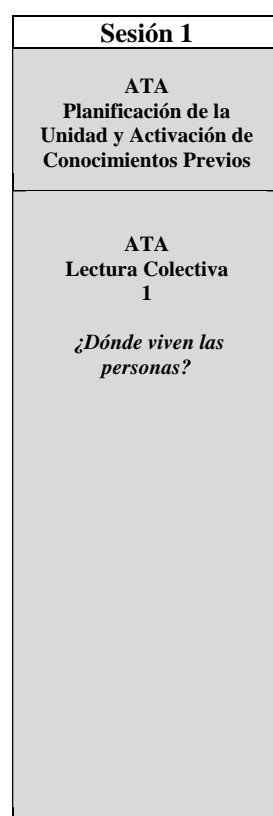 Sesión 1
ATA
Planificación de la
Unidad y Activación de
Conocimientos Previos
ATA
Lectura Colectiva
1
¿Dónde viven las
personas?